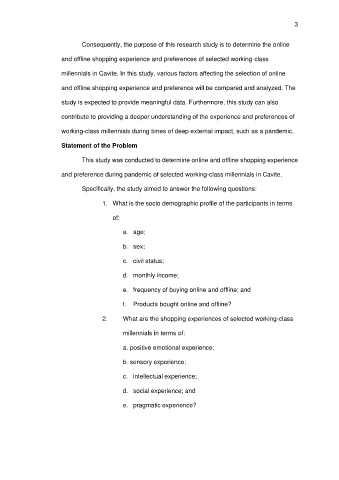 3
Consequently, the purpose of this research study is to determine the online
and offline shopping experience and preferences of selected working-class
millennials in Cavite. In this study, various factors affecting the selection of online
and offline shopping experience and preference will be compared and analyzed. The
study is expected to provide meaningful data. Furthermore, this study can also
contribute to providing a deeper understanding of the experience and preferences of
working-class millennials during times of deep external impact, such as a pandemic.
Statement of the Problem
This study was conducted to determine online and offline shopping experience
and preference during pandemic of selected working-class millennials in Cavite.
Specifically, the study aimed to answer the following questions:
1. What is the socio demographic profile of the participants in terms
of:
a. age;
b. sex;
c. civil status;
d. monthly income;
e. frequency of buying online and offline; and
f. Products bought online and offline?
2. What are the shopping experiences of selected working-class
millennials in terms of:
a. positive emotional experience;
b. sensory experience;
c. intellectual experience;
d. social experience; and
e. pragmatic experience?